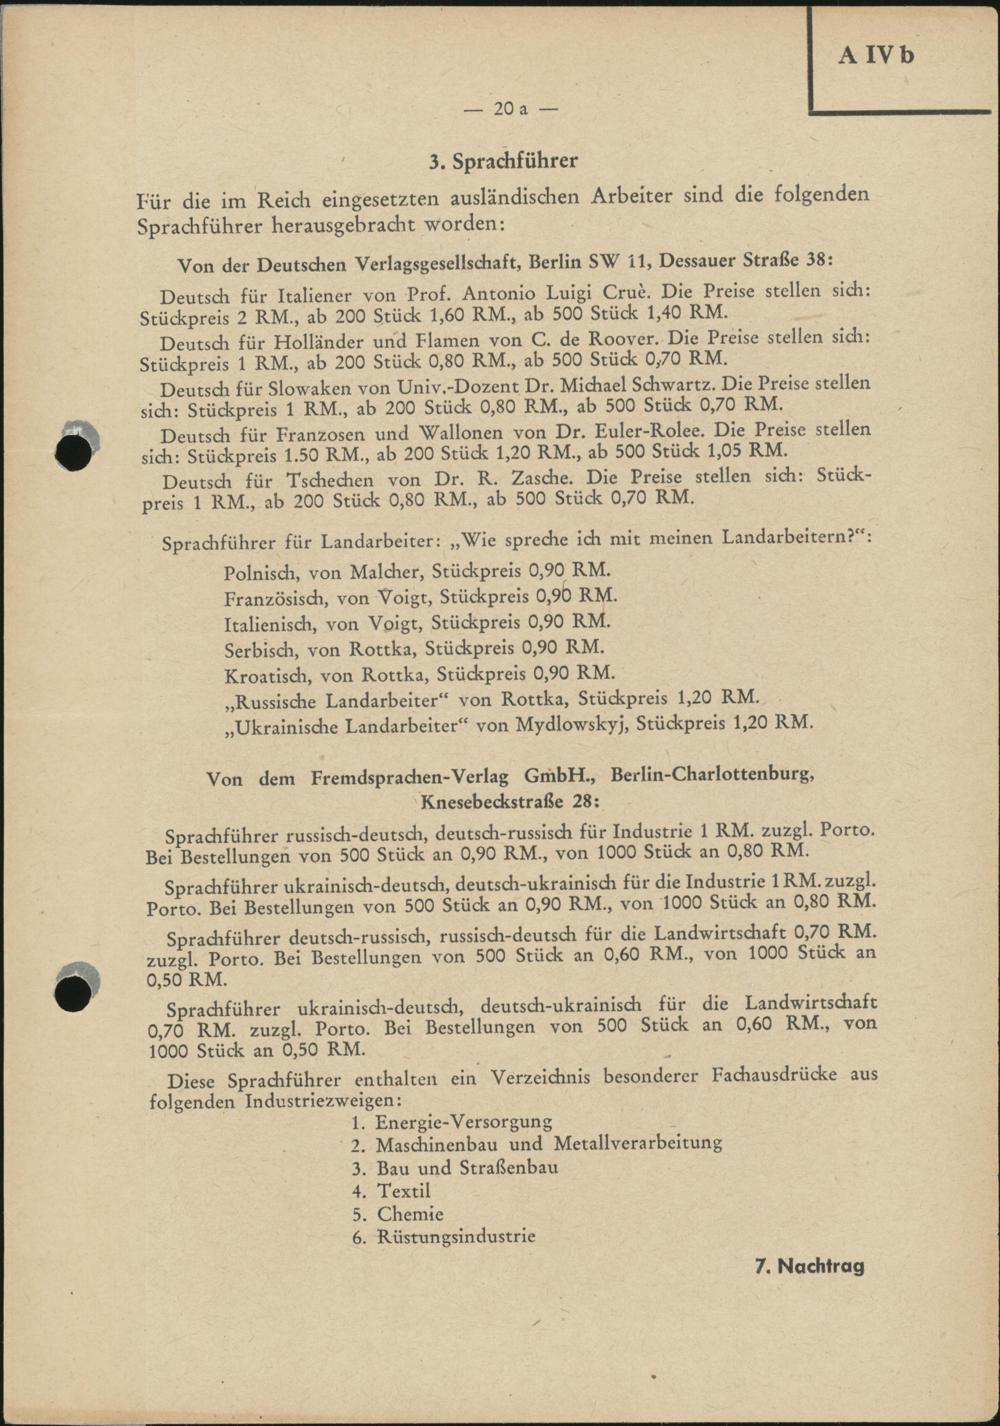 A IV b
— 20 a —
3. Sprachführer
Für die im Reich eingesetzten ausländischen Arbeiter sind die folgenden
Sprachführer herausgebracht worden:
Von der Deutschen Verlagsgesellschaft, Berlin SW 11, Dessauer Straße 38:
Deutsch für Italiener von Prof. Antonio Luigi Cruè. Die Preise stellen sich:
Stückpreis 2 RM., ab 200 Stück 1,60 RM., ab 500 Stück 1,40 RM.
Deutsch für Holländer und Flamen von C. de Roover. Die Preise stellen sich:
Stückpreis 1 RM., ab 200 Stück 0,80 RM., ab 500 Stück 0,70 RM.
Deutsch für Slowaken von Univ.-Dozent Dr. Michael Schwartz. Die Preise stellen
sich: Stückpreis 1 RM., ab 200 Stück 0,80 RM., ab 500 Stück 0,70 RM.
Deutsch für Franzosen und Wallonen von Dr. Euler-Rolee. Die Preise stellen
sich: Stückpreis 1.50 RM., ab 200 Stück 1,20 RM., ab 500 Stück 1,05 RM.
Deutsch für Tschechen von Dr. R. Zasche. Die Preise stellen sich: Stück-
preis 1 RM., ab 200 Stück 0,80 RM., ab 500 Stück 0,70 RM.
Sprachführer für Landarbeiter: „Wie spreche ich mit meinen Landarbeitern?“:
Polnisch, von Malcher, Stückpreis 0,90 RM.
Französisch, von Voigt, Stückpreis 0,90 RM.
Italienisch, von Voigt, Stückpreis 0,90 RM.
Serbisch, von Rottka, Stückpreis 0,90 RM.
Kroatisch, von Rottka, Stückpreis 0,90 RM.
„Russische Landarbeiter“ von Rottka, Stückpreis 1,20 RM.
„Ukrainische Landarbeiter“ von Mydlowskyj, Stückpreis 1,20 RM.
Von dem Fremdsprachen-Verlag GmbH., Berlin-Charlottenburg,
Knesebeckstraße 28:
Sprachführer russisch-deutsch, deutsch-russisch für Industrie 1 RM. zuzgl. Porto.
Bei Bestellungen von 500 Stück an 0,90 RM., von 1000 Stück an 0,80 RM.
Sprachführer ukrainisch-deutsch, deutsch-ukrainisch für die Industrie 1 RM. zuzgl.
Porto. Bei Bestellungen von 500 Stück an 0,90 RM., von 1000 Stück an 0,80 RM.
Sprachführer deutsch-russisch, russisch-deutsch für die Landwirtschaft 0,70 RM.
zuzgl. Porto. Bei Bestellungen von 500 Stück an 0,60 RM., von 1000 Stück an
0,50 RM.
Sprachführer ukrainisch-deutsch, deutsch-ukrainisch für die Landwirtschaft
0,70 RM. zuzgl. Porto. Bei Bestellungen von 500 Stück an 0,60 RM., von
1000 Stück an 0,50 RM.
Diese Sprachführer enthalten ein Verzeichnis besonderer Fachausdrücke aus
folgenden Industriezweigen:
1. Energie-Versorgung
2. Maschinenbau und Metallverarbeitung
3. Bau und Straßenbau
4. Textil
5. Chemie
6. Rüstungsindustrie
7. Nachtrag